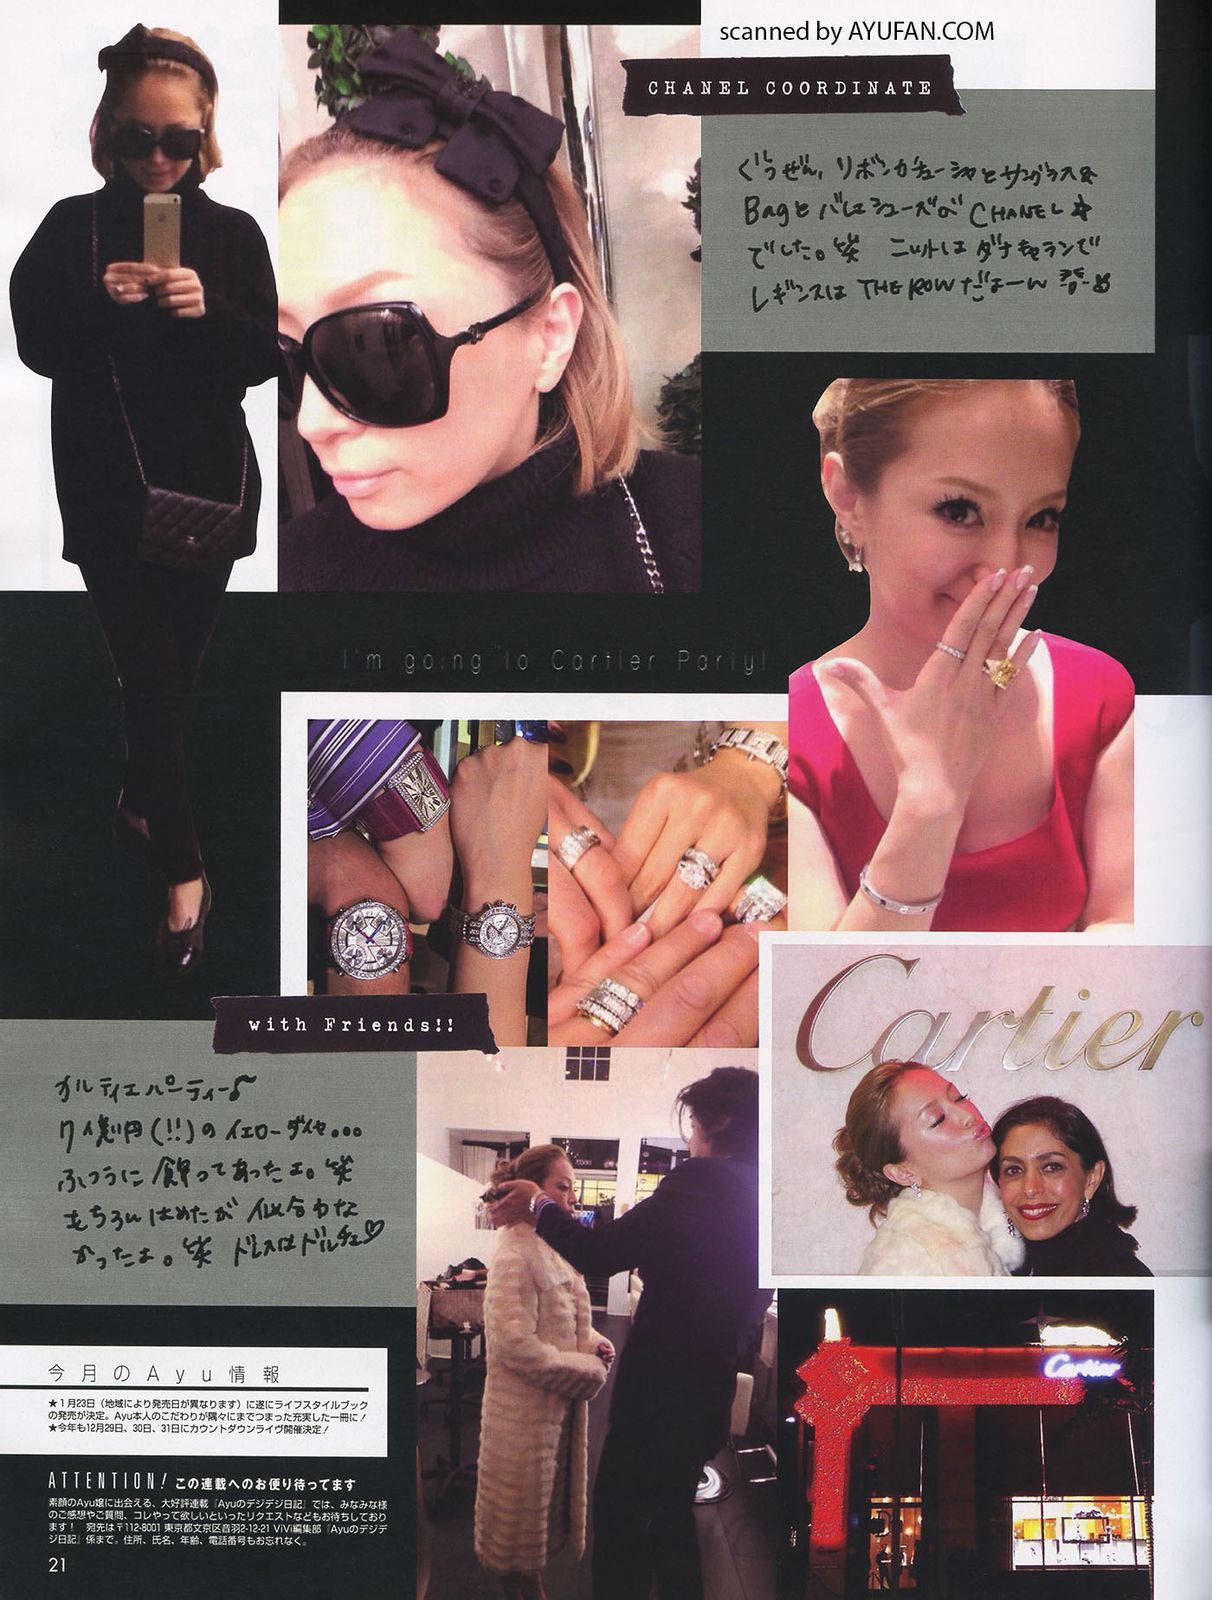 scanned by AYUFAN.COM
CHANEL COORDINATE
ぐうぜん、リボンカチューシャとサングラス☆
BagとバレエシューズがCHANEL★
でした。笑 ニットはダナキャランで
レギンスはTHE ROWだよーん
I'm going to Cartier Party!
with Friends!!
カルティエパーティー♪
7億円(!!)のイエローダイヤ...
ふつうに飾ってあったよ。笑
もちろんはめたが似合わな
かったよ。笑 ドレスはドルチェ♡
Cartier
Cartier
今月のAyu情報
★1月23日(地域により発売日が異なります)に遂にライフスタイルブック
の発売が決定。Ayu本人のこだわりが隅々にまでつまった充実した一冊に!
★今年も12月29日、30日、31日にカウントダウンライヴ開催決定!
ATTENTION! この連載へのお便り待ってます
素顔のAyu嬢に出会える、大好評連載『Ayuのデジデジ日記』では、みなみな様
のご感想やご質問、コレやって欲しいといったリクエストなどもお待ちしており
ます! 宛先は〒112-8001 東京都文京区音羽2-12-21 ViVi編集部『Ayuのデジデ
ジ日記』係まで。住所、氏名、年齢、電話番号もお忘れなく。
21